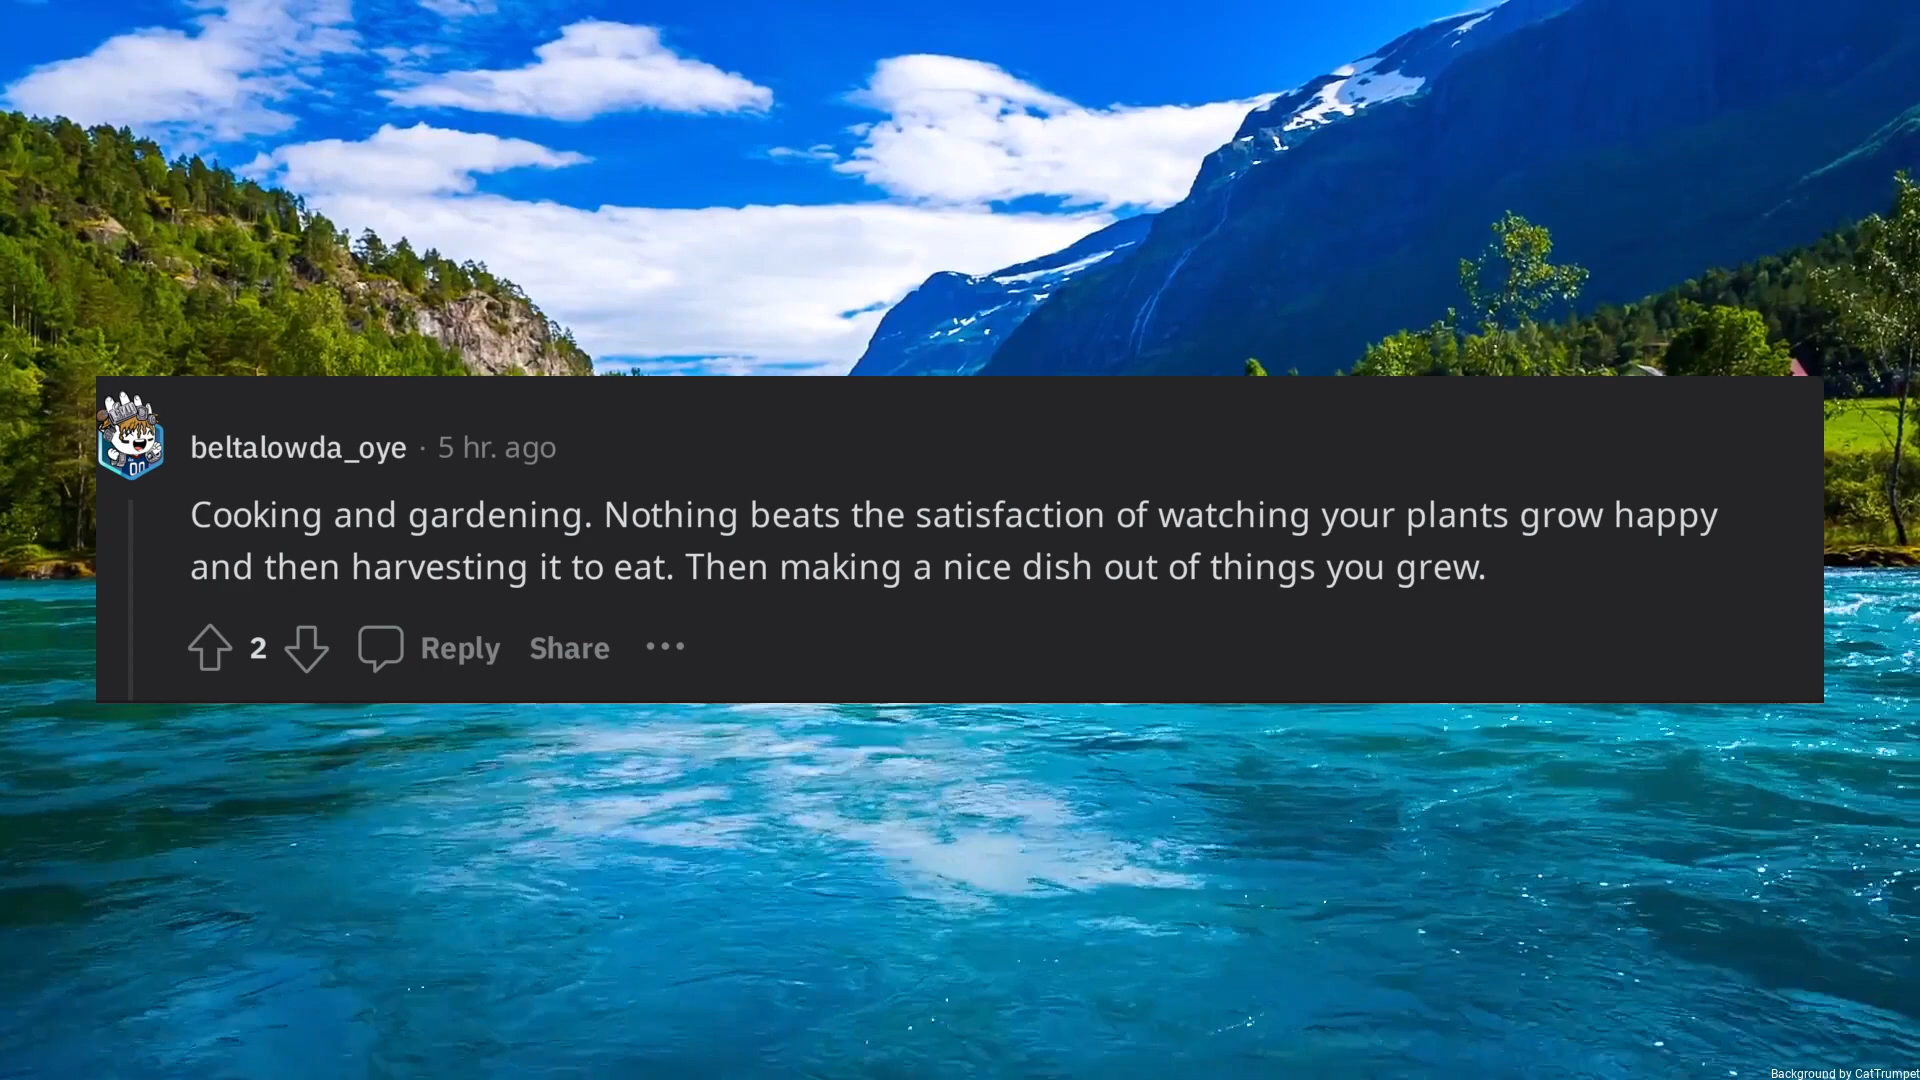 beltalowda_oye · 5 hr. ago
Cooking and gardening. Nothing beats the satisfaction of watching your plants grow happy
and then harvesting it to eat. Then making a nice dish out of things you grew.
2 Reply Share ···
Background by CatTrumpet